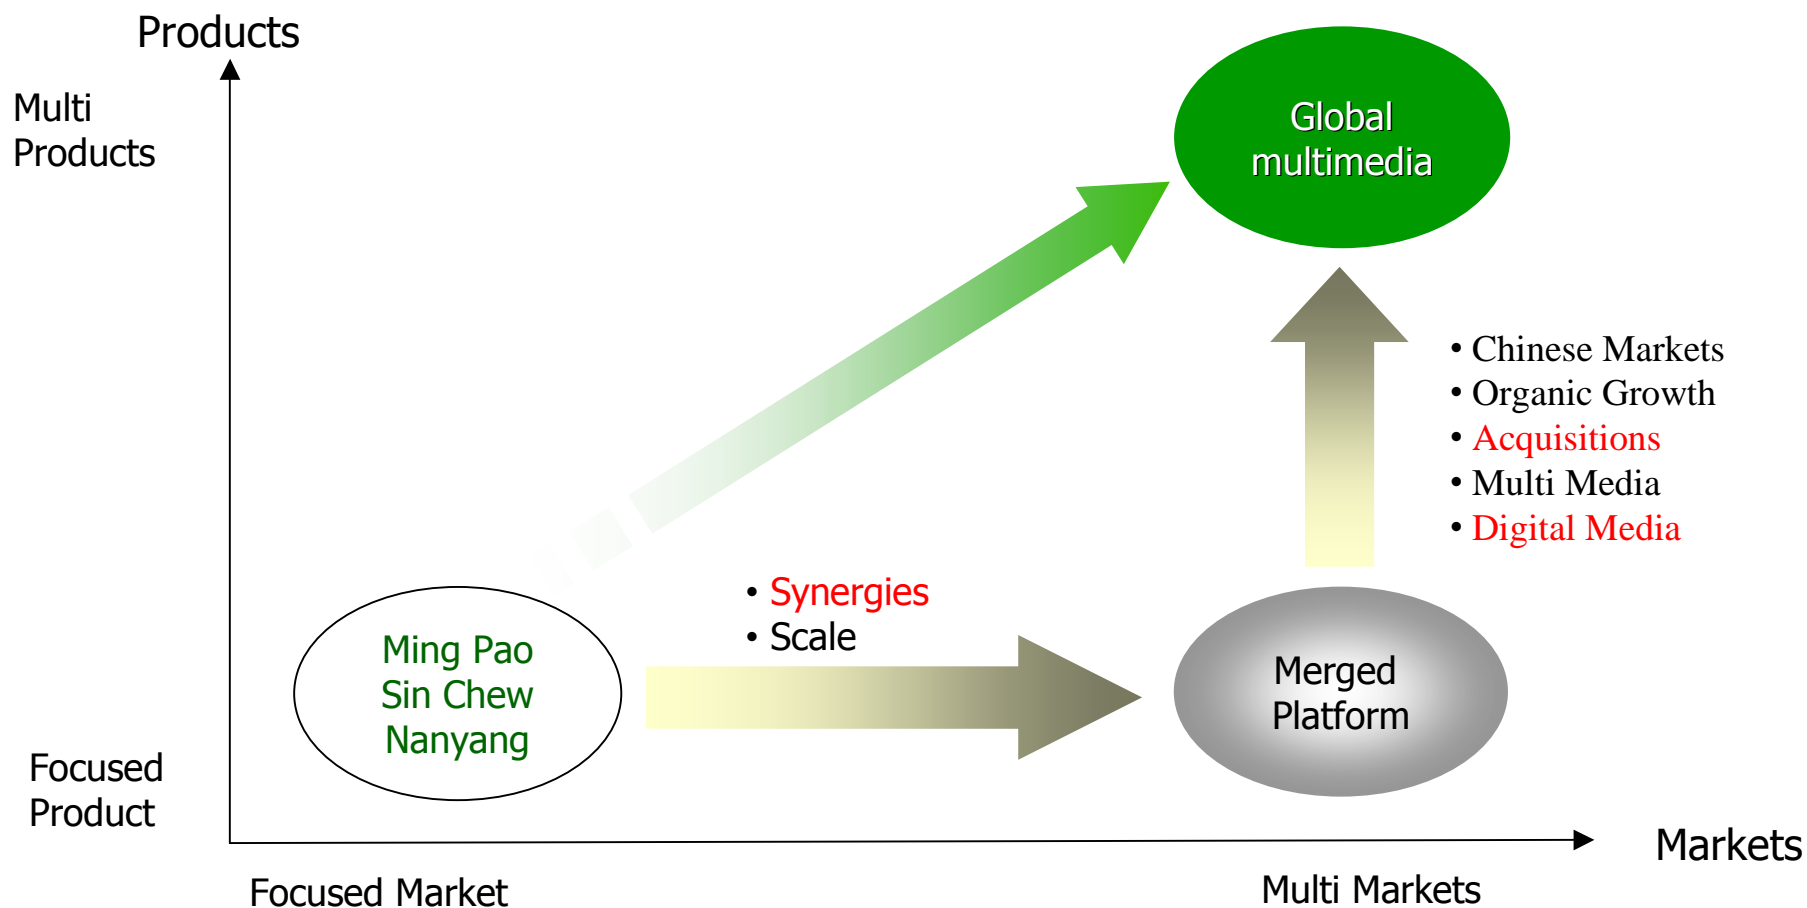 Products
Multi
Products
Global
multimedia
• Chinese Markets
• Organic Growth
• Acquisitions
• Multi Media
• Digital Media
• Synergies
• Scale
Ming Pao
Sin Chew
Nanyang
Merged
Platform
Focused
Product
Markets
Focused Market
Multi Markets